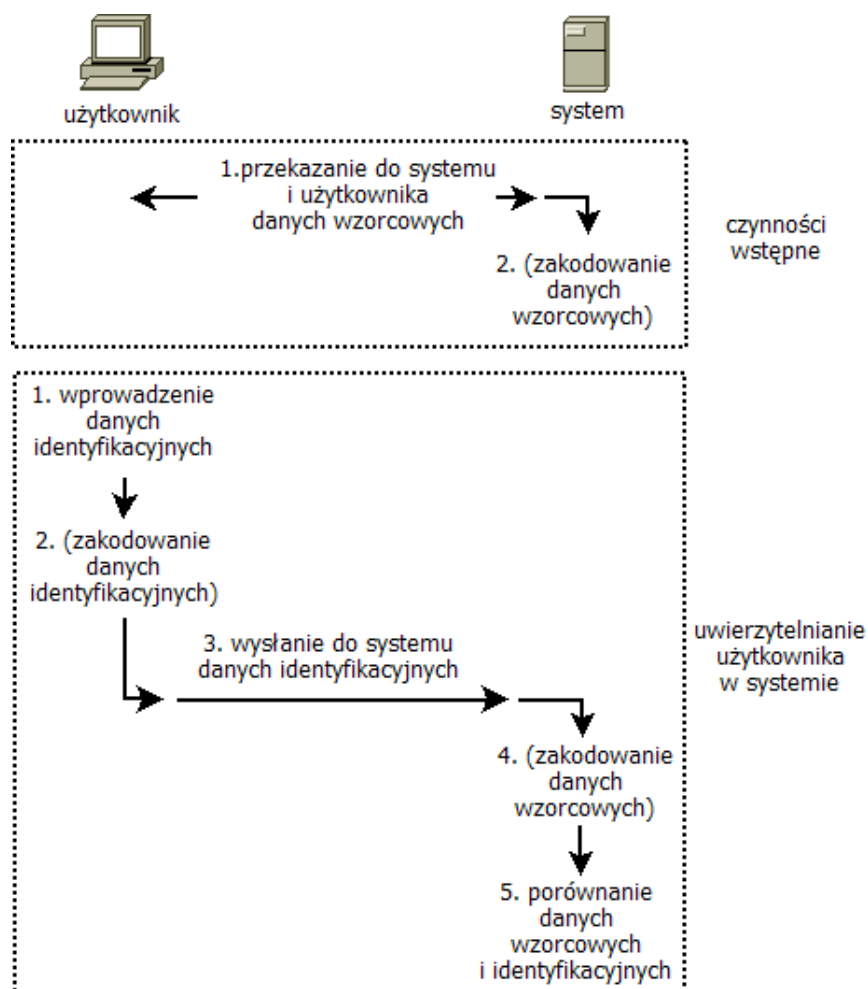 użytkownik
system
1.przekazanie do systemu
i użytkownika
danych wzorcowych
2. (zakodowanie
danych
wzorcowych)
czynności
wstępne
1. wprowadzenie
danych
identyfikacyjnych
2. (zakodowanie
danych
identyfikacyjnych)
3. wysłanie do systemu
danych identyfikacyjnych
4. (zakodowanie
danych
wzorcowych)
5. porównanie
danych
wzorcowych
i identyfikacyjnych
uwierzytelnianie
użytkownika
w systemie